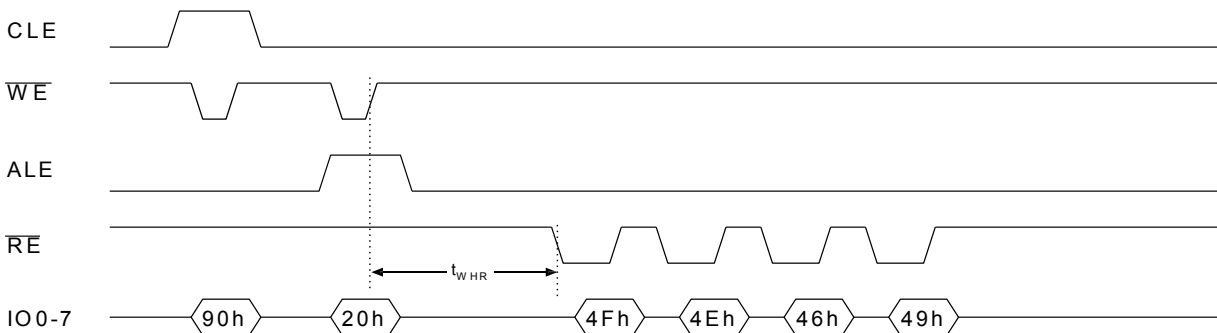 CLE
WE
ALE
RE
tWHR
IO0-7 90h 20h 4Fh 4Eh 46h 49h